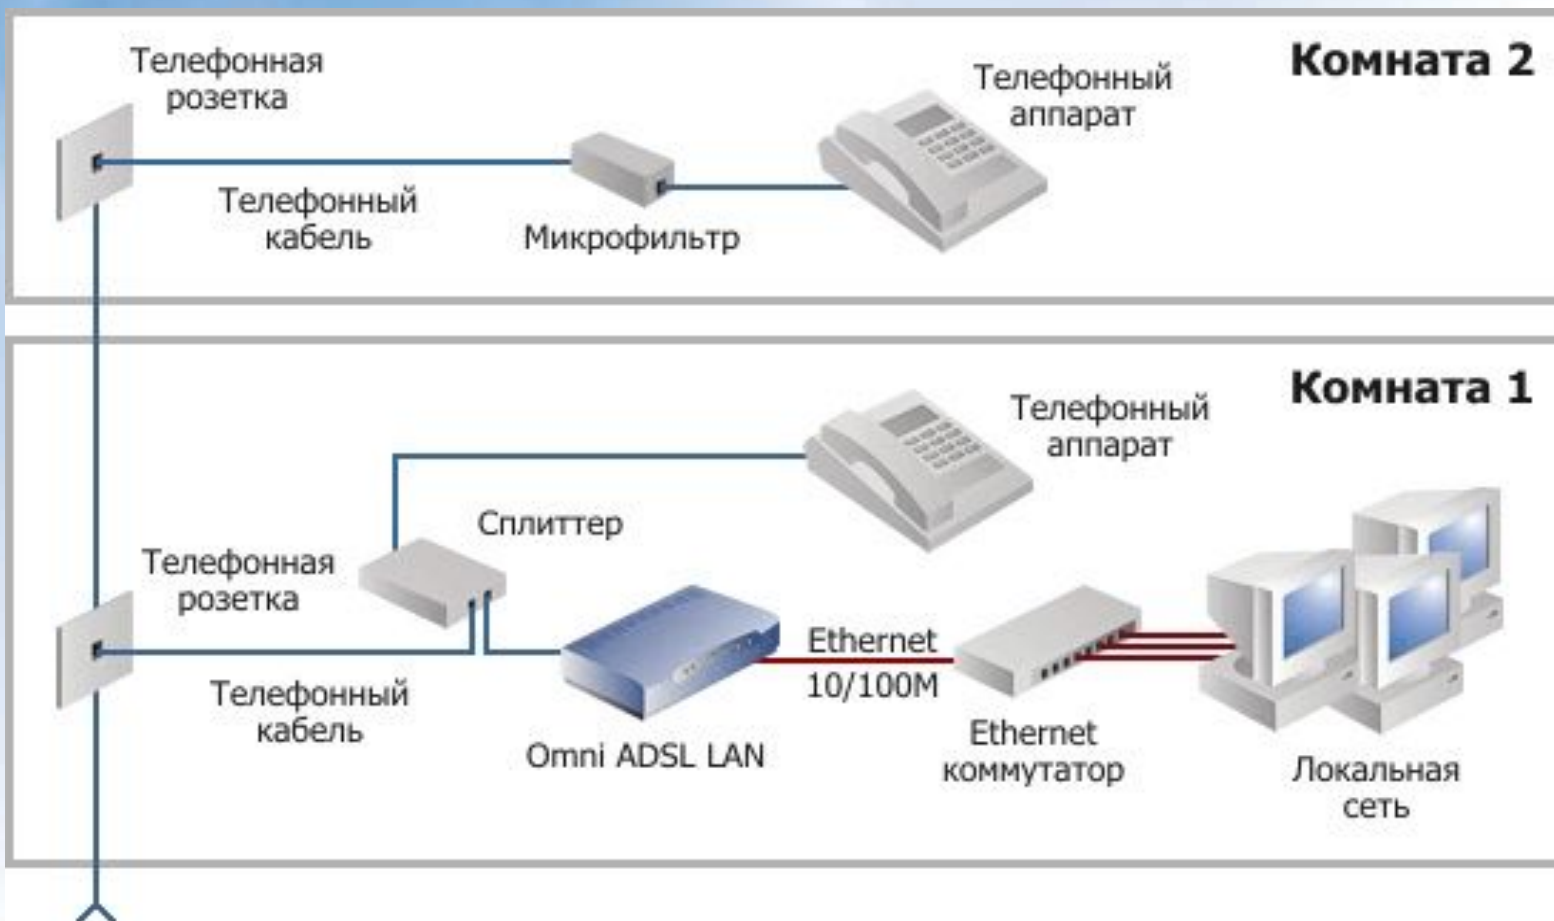 Комната 2
Телефонная
розетка
Телефонный
аппарат
Телефонный
кабель
Микрофильтр
Комната 1
Телефонный
аппарат
Сплиттер
Телефонная
розетка
Ethernet
10/100M
Телефонный
кабель
Omni ADSL LAN
Ethernet
коммутатор
Локальная
сеть